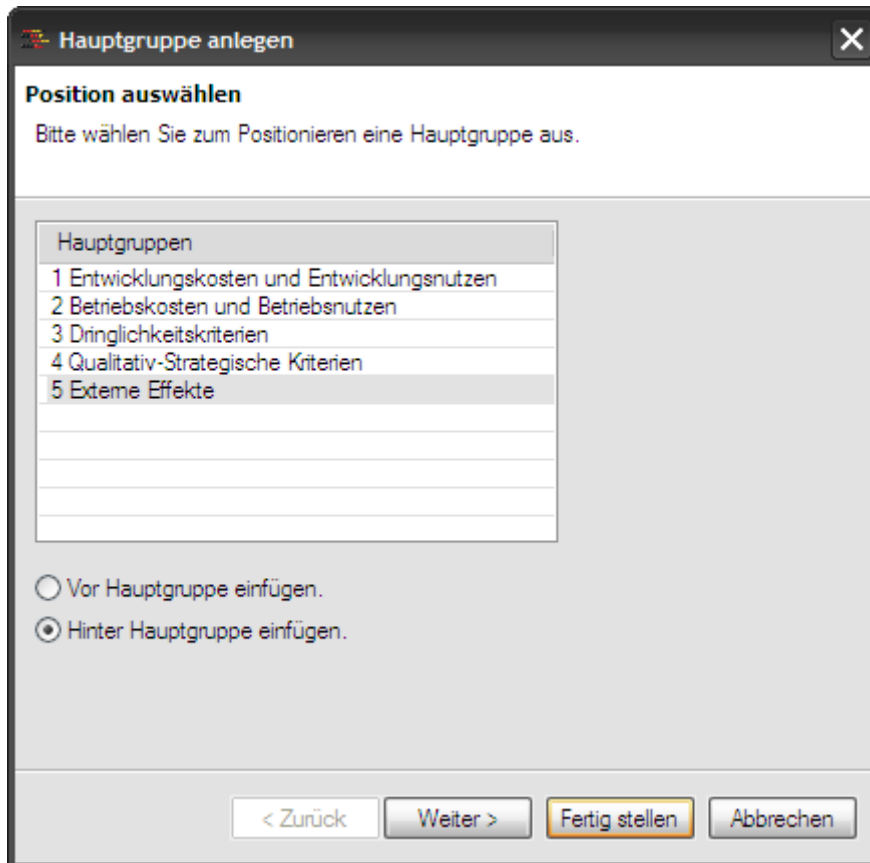 Hauptgruppe anlegen
Position auswählen
Bitte wählen Sie zum Positionieren eine Hauptgruppe aus.
Hauptgruppen
1 Entwicklungskosten und Entwicklungsnutzen
2 Betriebskosten und Betriebsnutzen
3 Dringlichkeitskriterien
4 Qualitativ-Strategische Kriterien
5 Externe Effekte
Vor Hauptgruppe einfügen.
Hinter Hauptgruppe einfügen.
< Zurück Weiter > Fertig stellen Abbrechen